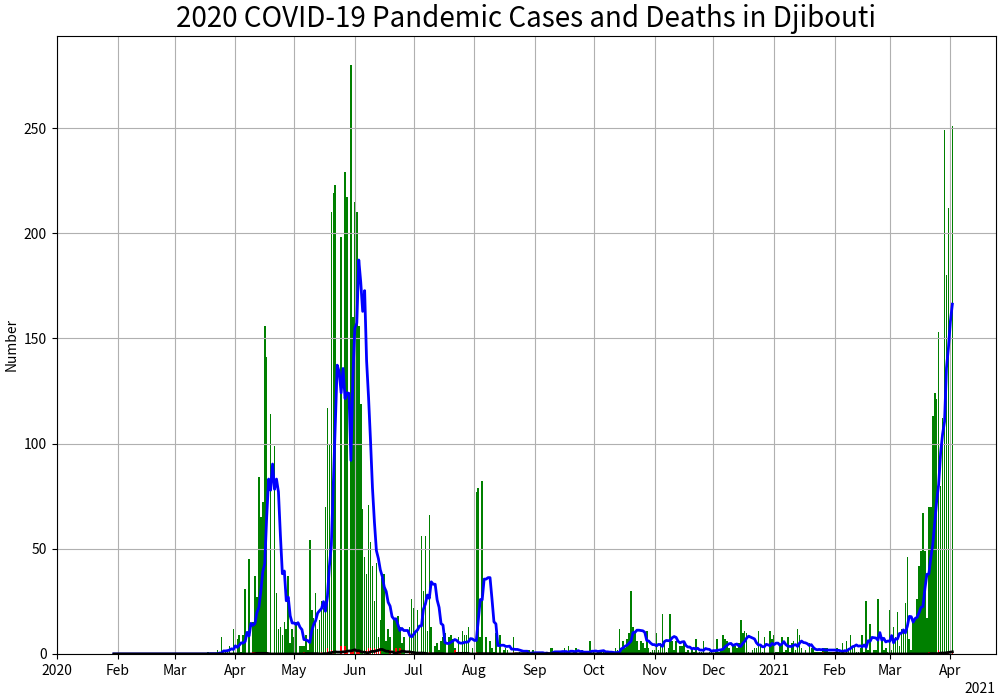 2020 COVID-19 Pandemic Cases and Deaths in Djibouti
Number
250
200
150
100
50
0
2020 Feb Mar Apr May Jun Jul Aug Sep Oct Nov Dec 2021 Feb Mar Apr
2021